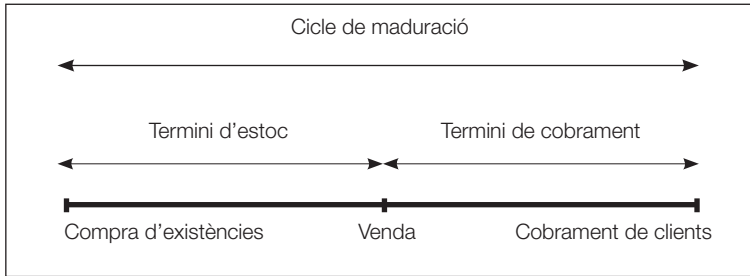 Cicle de maduració
Termini d’estoc Termini de cobrament
Compra d’existències Venda Cobrament de clients